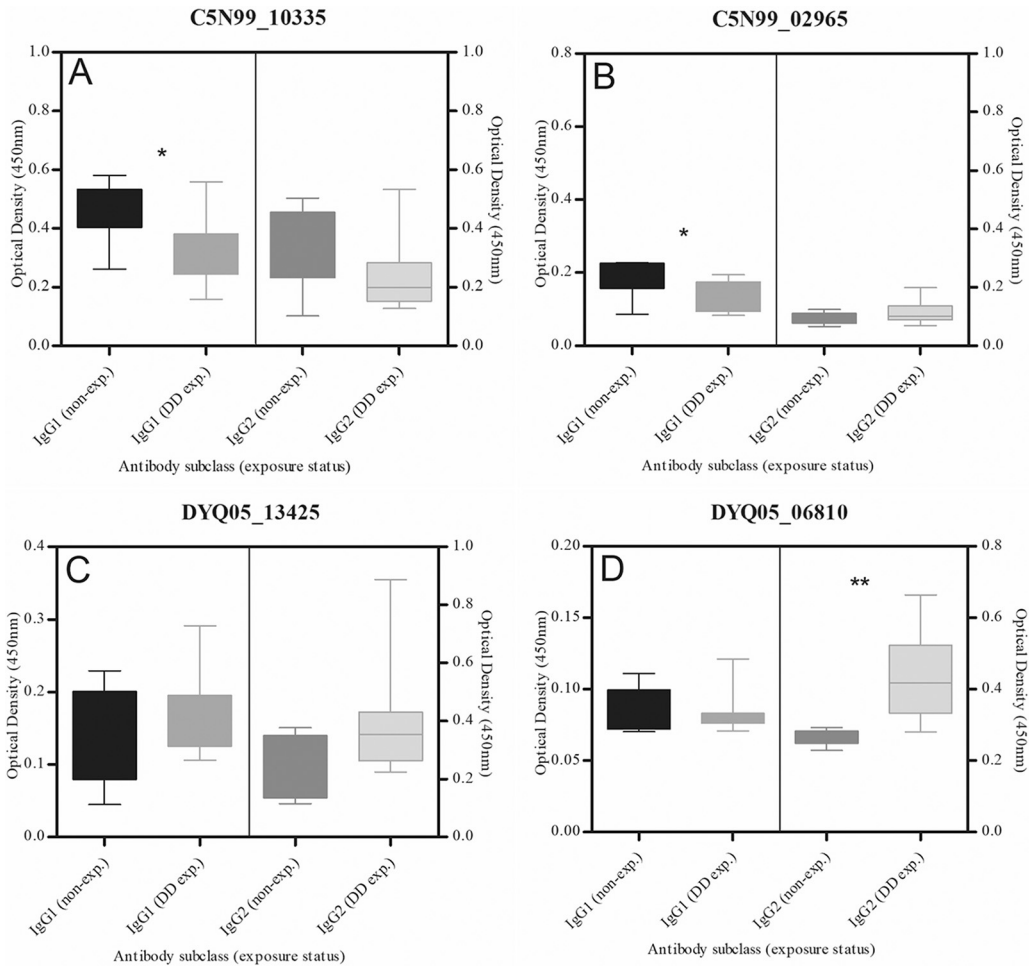 C5N99_10335
A
1.0
0.8
0.6
0.4
0.2
0.0
Optical Density (450nm)
*
1.0
0.8
0.6
0.4
0.2
0.0
Optical Density (450nm)
IgG1 (non-exp.)
IgG1 (DD exp.)
IgG2 (non-exp.)
IgG2 (DD exp.)
Antibody subclass (exposure status)
C5N99_02965
B
0.8
0.6
0.4
0.2
0.0
Optical Density (450nm)
*
1.0
0.8
0.6
0.4
0.2
0.0
Optical Density (450nm)
IgG1 (non-exp.)
IgG1 (DD exp.)
IgG2 (non-exp.)
IgG2 (DD exp.)
Antibody subclass (exposure status)
DYQ05_13425
C
0.4
0.3
0.2
0.1
0.0
Optical Density (450nm)
1.0
0.8
0.6
0.4
0.2
0.0
Optical Density (450nm)
IgG1 (non-exp.)
IgG1 (DD exp.)
IgG2 (non-exp.)
IgG2 (DD exp.)
Antibody subclass (exposure status)
DYQ05_06810
D
0.20
0.15
0.10
0.05
0.00
Optical Density (450nm)
**
0.8
0.6
0.4
0.2
0.0
Optical Density (450nm)
IgG1 (non-exp.)
IgG1 (DD exp.)
IgG2 (non-exp.)
IgG2 (DD exp.)
Antibody subclass (exposure status)